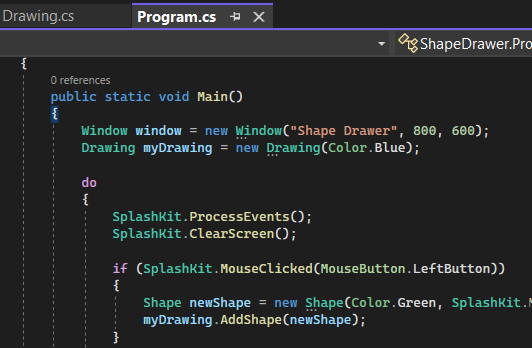 Drawing.cs
Program.cs
ShapeDrawer.Pro
{
0 references
public static void Main()
{
Window window = new Window("Shape Drawer", 800, 600);
Drawing myDrawing = new Drawing(Color.Blue);
do
{
SplashKit.ProcessEvents();
SplashKit.ClearScreen();
if (SplashKit.MouseClicked(MouseButton.LeftButton))
{
Shape newShape = new Shape(Color.Green, SplashKit.M
myDrawing.AddShape(newShape);
}